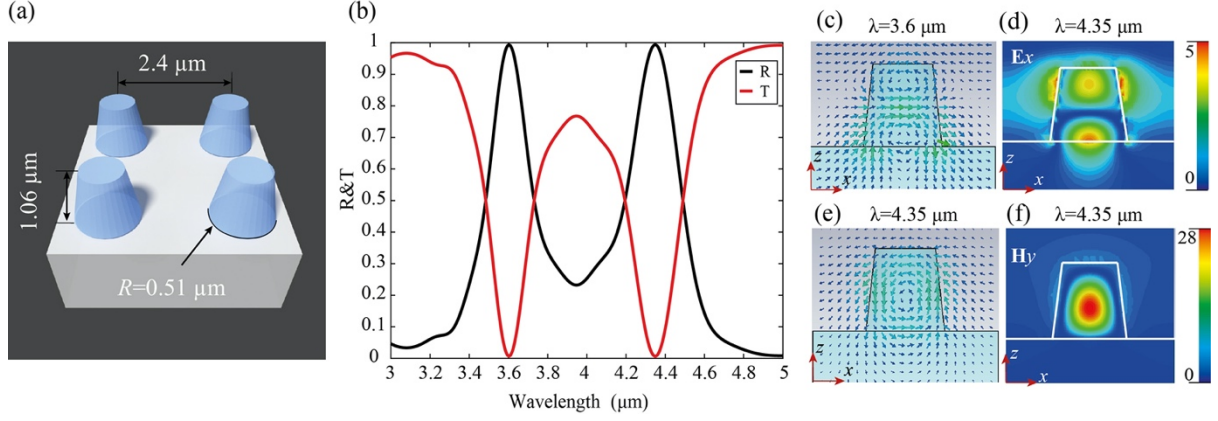 (a)
2.4 μm
1.06 μm
R=0.51 μm
(b)
R&T
1
0.9
0.8
0.7
0.6
0.5
0.4
0.3
0.2
0.1
0
R
T
3 3.2 3.4 3.6 3.8 4 4.2 4.4 4.6 4.8 5
Wavelength (μm)
(c) λ=3.6 μm
z
x
(d) λ=4.35 μm
Ex
z
x
5
0
(e) λ=4.35 μm
z
x
(f) λ=4.35 μm
Hy
z
x
28
0